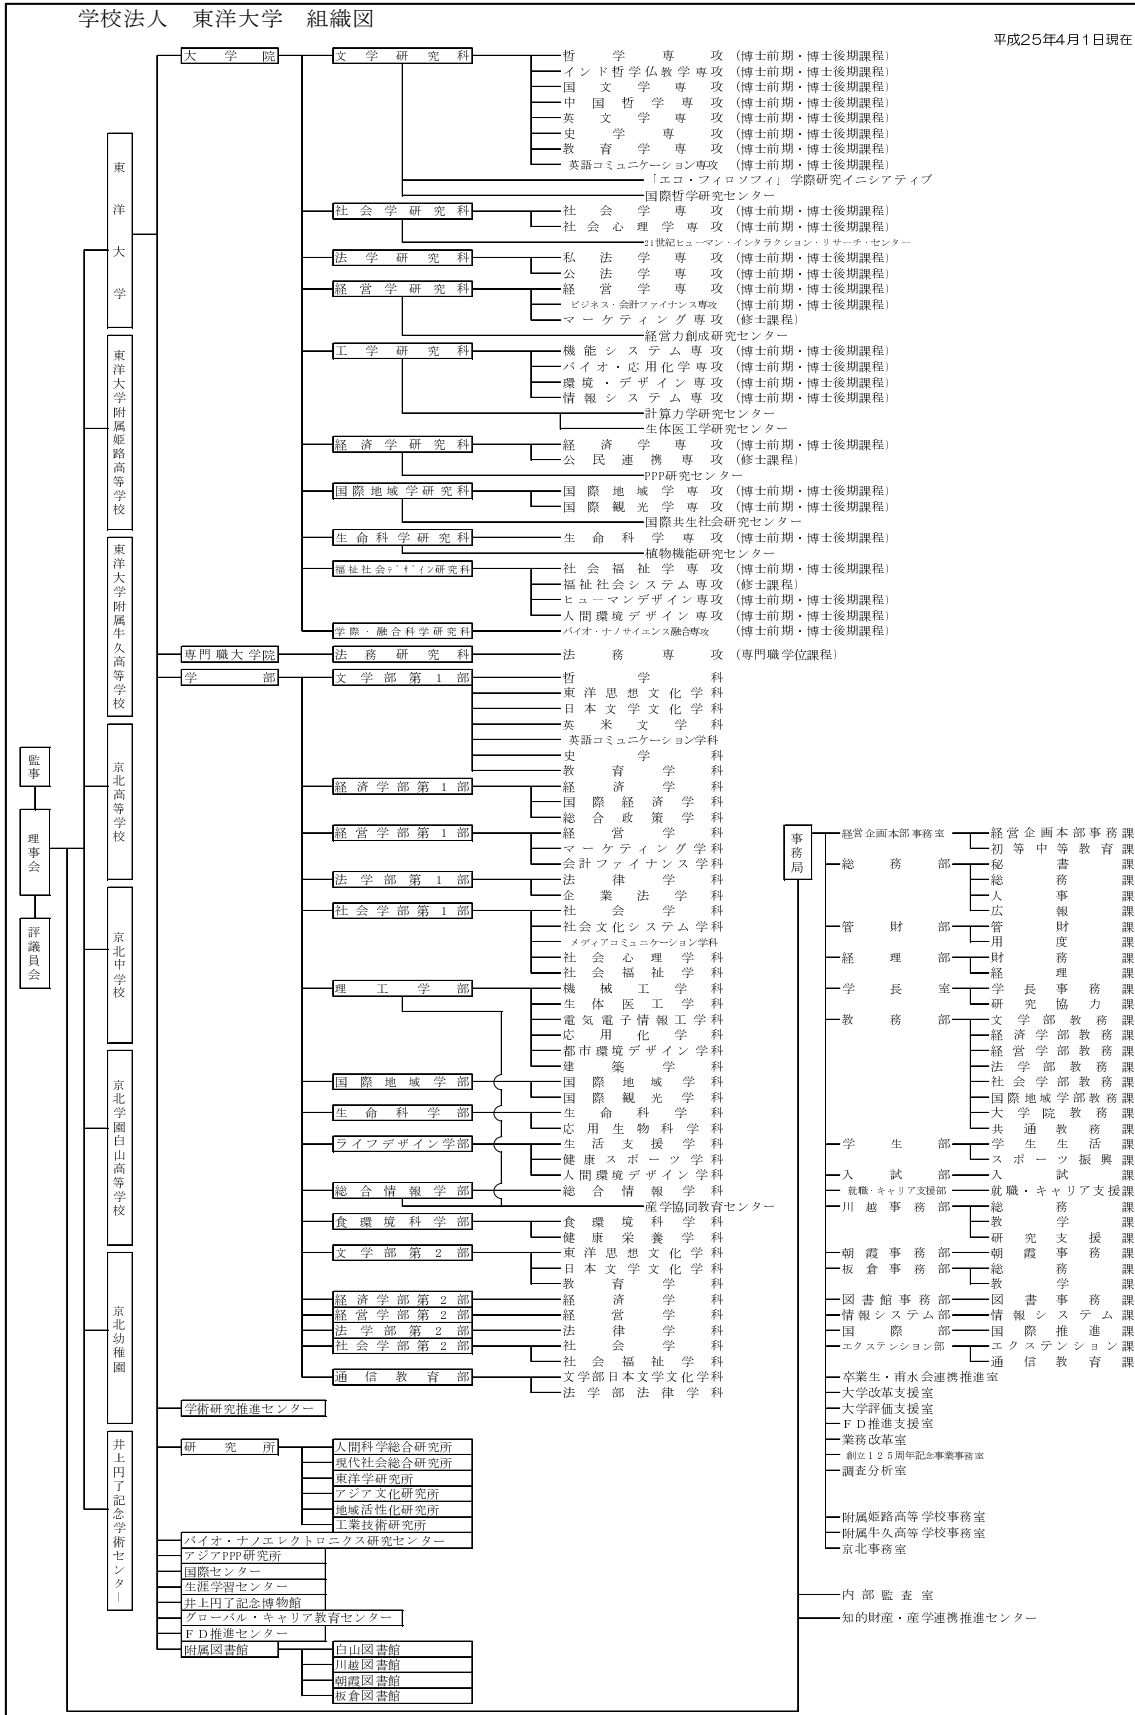 学校法人　東洋大学　組織図
平成25年4月1日現在
監事
理事会
評議員会
東洋大学
東洋大学附属姫路高等学校
東洋大学附属牛久高等学校
京北高等学校
京北中学校
京北学園白山高等学校
京北幼稚園
井上円了記念学術センター
大学院
文学研究科
哲学専攻 (博士前期・博士後期課程)
インド哲学仏教学専攻 (博士前期・博士後期課程)
国文学専攻 (博士前期・博士後期課程)
中国哲学専攻 (博士前期・博士後期課程)
英文学専攻 (博士前期・博士後期課程)
史学専攻 (博士前期・博士後期課程)
教育学専攻 (博士前期・博士後期課程)
英語コミュニケーション専攻 (博士前期・博士後期課程)
「エコ・フィロソフィ」学際研究イニシアティブ
国際哲学研究センター
社会学研究科
社会学専攻 (博士前期・博士後期課程)
社会心理学専攻 (博士前期・博士後期課程)
21世紀ヒューマン・インタラクション・リサーチ・センター
法学研究科
私法学専攻 (博士前期・博士後期課程)
公法学専攻 (博士前期・博士後期課程)
経営学研究科
経営学専攻 (博士前期・博士後期課程)
ビジネス・会計ファイナンス専攻 (博士前期・博士後期課程)
マーケティング専攻 (修士課程)
経営力創成研究センター
工学研究科
機能システム専攻 (博士前期・博士後期課程)
バイオ・応用化学専攻 (博士前期・博士後期課程)
環境・デザイン専攻 (博士前期・博士後期課程)
情報システム専攻 (博士前期・博士後期課程)
計算力学研究センター
生体医工学研究センター
経済学研究科
経済学専攻 (博士前期・博士後期課程)
公民連携専攻 (修士課程)
PPP研究センター
国際地域学研究科
国際地域学専攻 (博士前期・博士後期課程)
国際観光学専攻 (博士前期・博士後期課程)
国際共生社会研究センター
生命科学研究科
生命科学専攻 (博士前期・博士後期課程)
植物機能研究センター
福祉社会デザイン研究科
社会福祉学専攻 (博士前期・博士後期課程)
福祉社会システム専攻 (修士課程)
ヒューマンデザイン専攻 (博士前期・博士後期課程)
人間環境デザイン専攻 (博士前期・博士後期課程)
学際・融合科学研究科
バイオ・ナノサイエンス融合専攻 (博士前期・博士後期課程)
専門職大学院
法務研究科
法務専攻 (専門職学位課程)
学部
文学部第1部
哲学科
東洋思想文化学科
日本文学文化学科
英米文学科
英語コミュニケーション学科
史学科
教育学科
経済学部第1部
経済学科
国際経済学科
総合政策学科
経営学部第1部
経営学科
マーケティング学科
会計ファイナンス学科
法学部第1部
法律学科
企業法学科
社会学部第1部
社会学科
社会文化システム学科
メディアコミュニケーション学科
社会心理学科
社会福祉学科
理工学部
機械工学科
生体医工学科
電気電子情報工学科
応用化学科
都市環境デザイン学科
建築学科
国際地域学部
国際地域学科
国際観光学科
生命科学部
生命科学科
応用生物科学科
ライフデザイン学部
生活支援学科
健康スポーツ学科
人間環境デザイン学科
総合情報学部
総合情報学科
産学協同教育センター
食環境科学部
食環境科学科
健康栄養学科
文学部第2部
東洋思想文化学科
日本文学文化学科
教育学科
経済学部第2部
経済学科
経営学部第2部
経営学科
法学部第2部
法律学科
社会学部第2部
社会学科
社会福祉学科
通信教育部
文学部日本文学文化学科
法学部法律学科
学術研究推進センター
研究所
人間科学総合研究所
現代社会総合研究所
東洋学研究所
アジア文化研究所
地域活性化研究所
工業技術研究所
バイオ・ナノエレクトロニクス研究センター
アジアPPP研究所
国際センター
生涯学習センター
井上円了記念博物館
グローバル・キャリア教育センター
FD推進センター
附属図書館
白山図書館
川越図書館
朝霞図書館
板倉図書館
事務局
経営企画本部事務室
経営企画本部事務課
初等中等教育課
総務部
秘書課
総務課
人事課
広報課
管財部
管財課
用度課
経理部
財務課
経理課
学長室
学長事務課
研究協力課
教務部
文学部教務課
経済学部教務課
経営学部教務課
法学部教務課
社会学部教務課
国際地域学部教務課
大学院教務課
共通教務課
学生部
学生生活課
スポーツ振興課
入試部
入試課
就職・キャリア支援部
就職・キャリア支援課
川越事務部
総務課
教学課
研究支援課
朝霞事務部
朝霞事務課
板倉事務部
総務課
教学課
図書館事務部
図書事務課
情報システム部
情報システム課
国際部
国際推進課
エクステンション部
エクステンション課
通信教育課
卒業生・甫水会連携推進室
大学改革支援室
大学評価支援室
FD推進支援室
業務改革室
創立125周年記念事業事務室
調査分析室
附属姫路高等学校事務室
附属牛久高等学校事務室
京北事務室
内部監査室
知的財産・産学連携推進センター